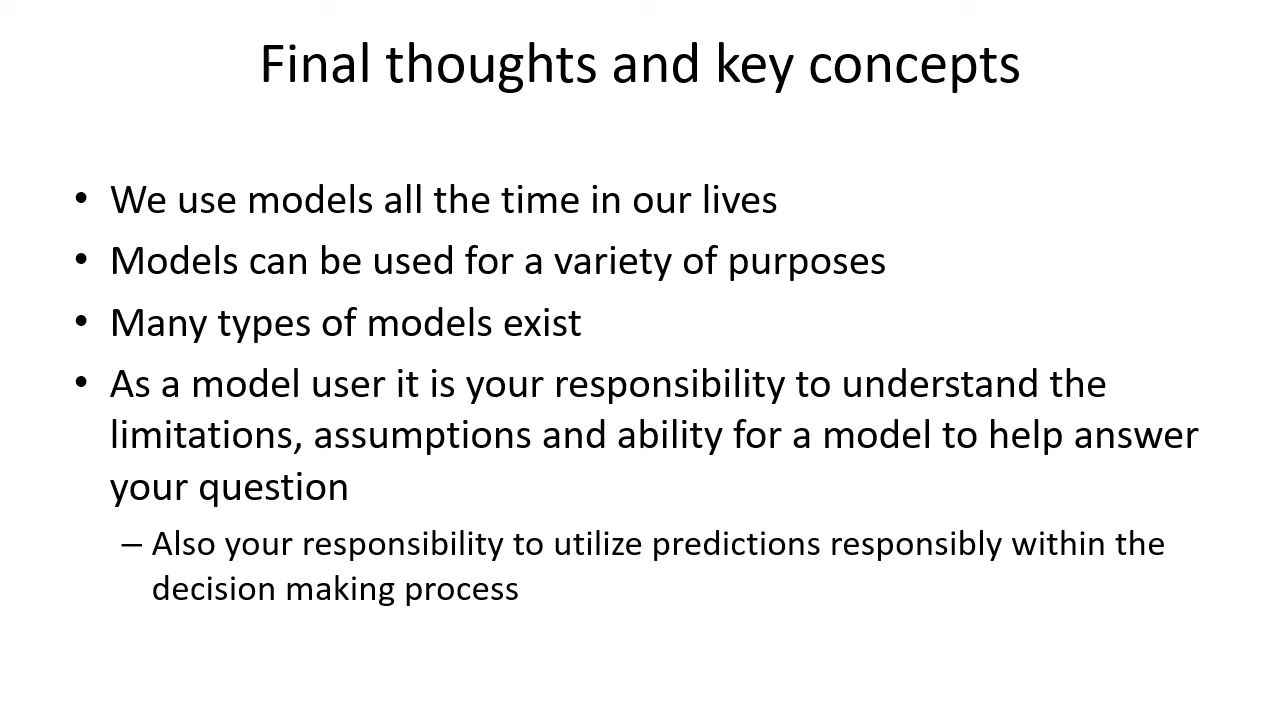 Final thoughts and key concepts
• We use models all the time in our lives
• Models can be used for a variety of purposes
• Many types of models exist
• As a model user it is your responsibility to understand the
limitations, assumptions and ability for a model to help answer
your question
– Also your responsibility to utilize predictions responsibly within the
decision making process